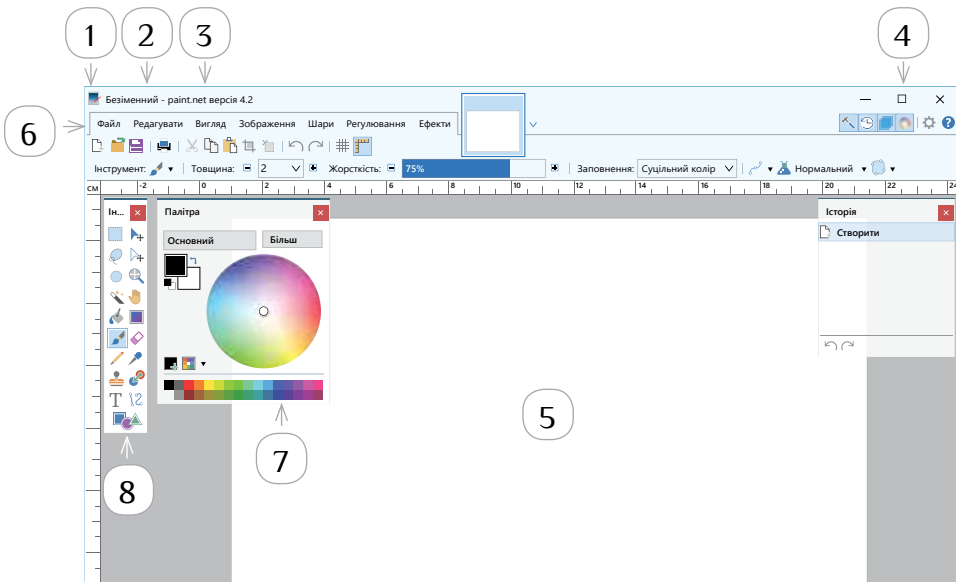 1 2 3 4
Безіменний - paint.net версія 4.2
6
Файл Редагувати Вигляд Зображення Шари Регулювання Ефекти
Інструмент: Товщина: 2 Жорсткість: 75% Заповнення: Суцільний колір Нормальний
см -2 0 2 4 6 8 10 12 14 16 18 20 22 24
Ін... Палітра Історія
Основний Більш
Створити
5
7
8